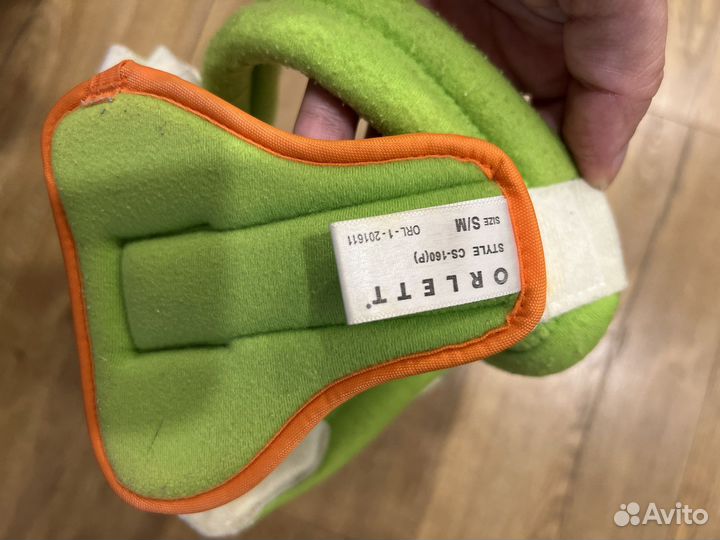 ORLETT®
STYLE CS-160(P)
SIZE S/M
ORL-1-201611
Avito